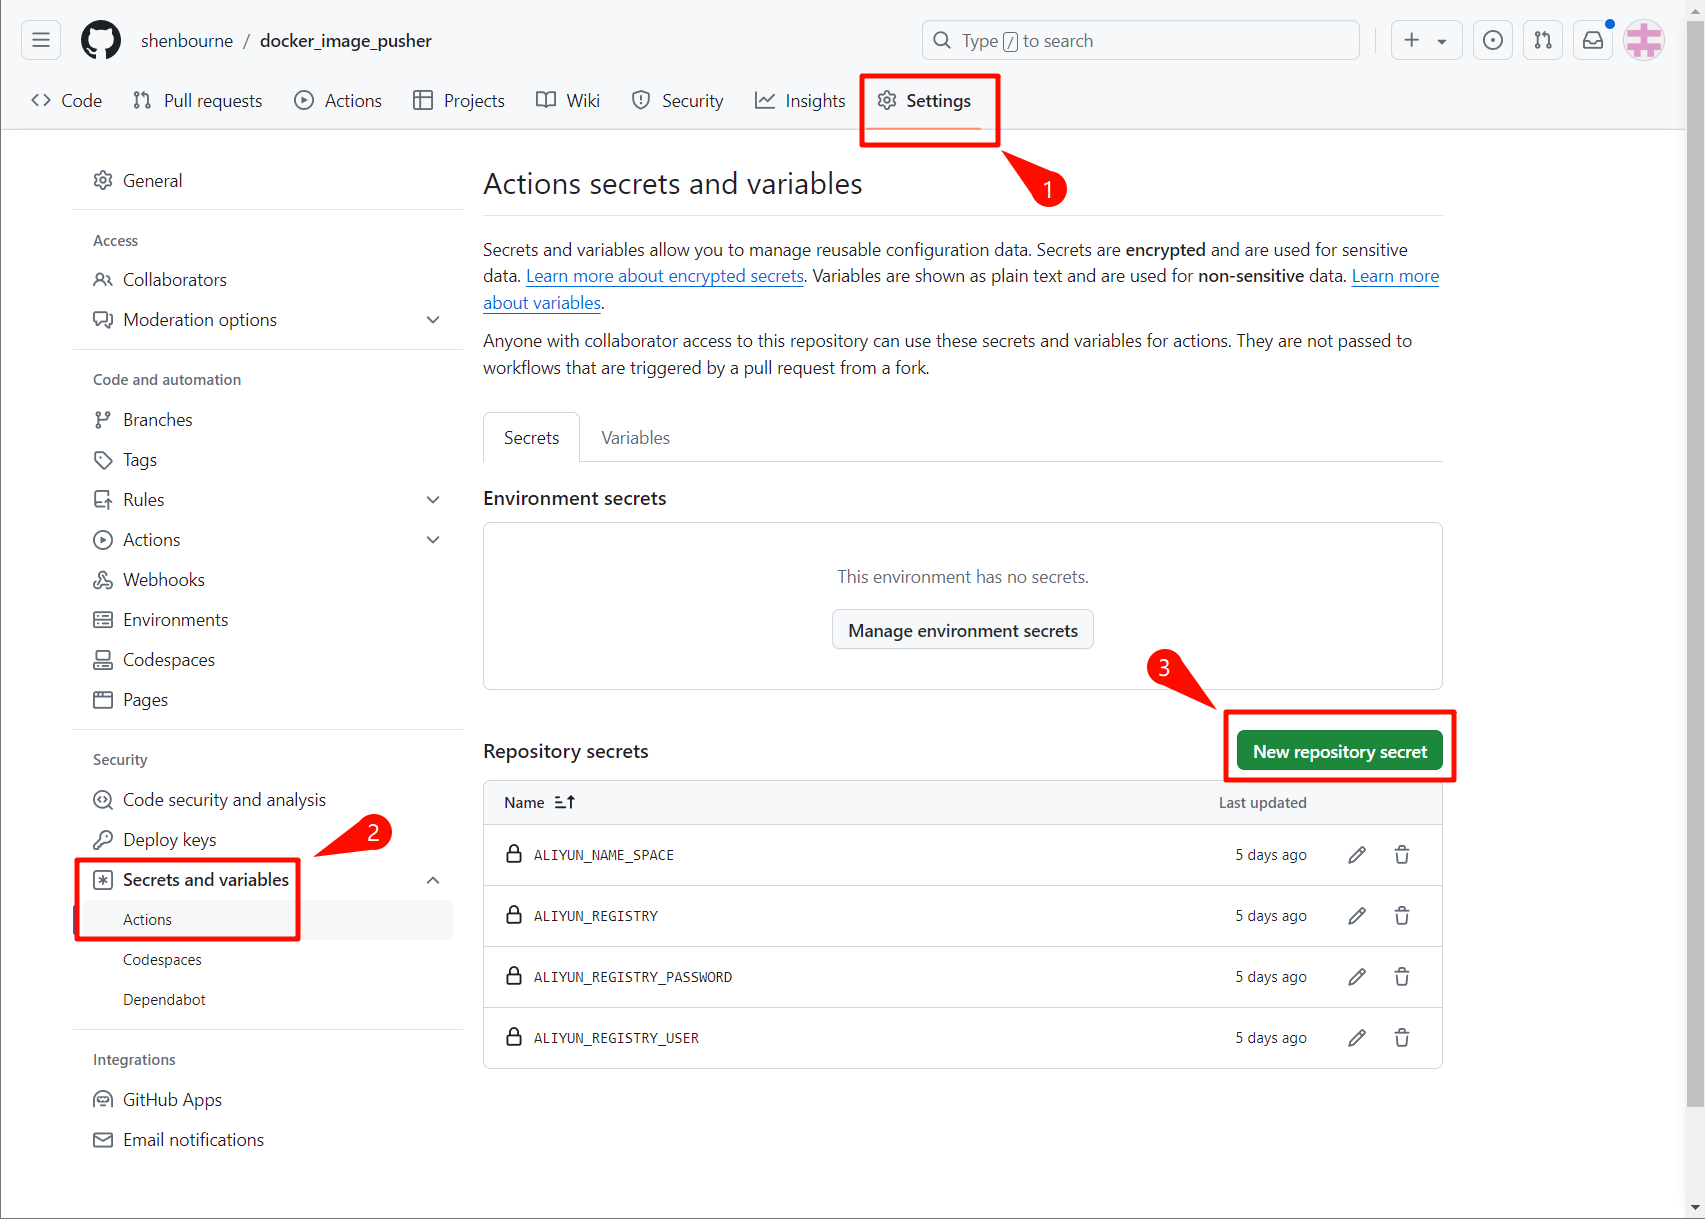 shenbourne / docker_image_pusher
Type / to search
Code
Pull requests
Actions
Projects
Wiki
Security
Insights
Settings
1
General
Access
Collaborators
Moderation options
Code and automation
Branches
Tags
Rules
Actions
Webhooks
Environments
Codespaces
Pages
Security
Code security and analysis
Deploy keys
2
Secrets and variables
Actions
Codespaces
Dependabot
Integrations
GitHub Apps
Email notifications
Actions secrets and variables
Secrets and variables allow you to manage reusable configuration data. Secrets are encrypted and are used for sensitive
data. Learn more about encrypted secrets. Variables are shown as plain text and are used for non-sensitive data. Learn more
about variables.
Anyone with collaborator access to this repository can use these secrets and variables for actions. They are not passed to
workflows that are triggered by a pull request from a fork.
Secrets
Variables
Environment secrets
This environment has no secrets.
Manage environment secrets
3
Repository secrets
New repository secret
Name
Last updated
ALIYUN_NAME_SPACE 5 days ago
ALIYUN_REGISTRY 5 days ago
ALIYUN_REGISTRY_PASSWORD 5 days ago
ALIYUN_REGISTRY_USER 5 days ago